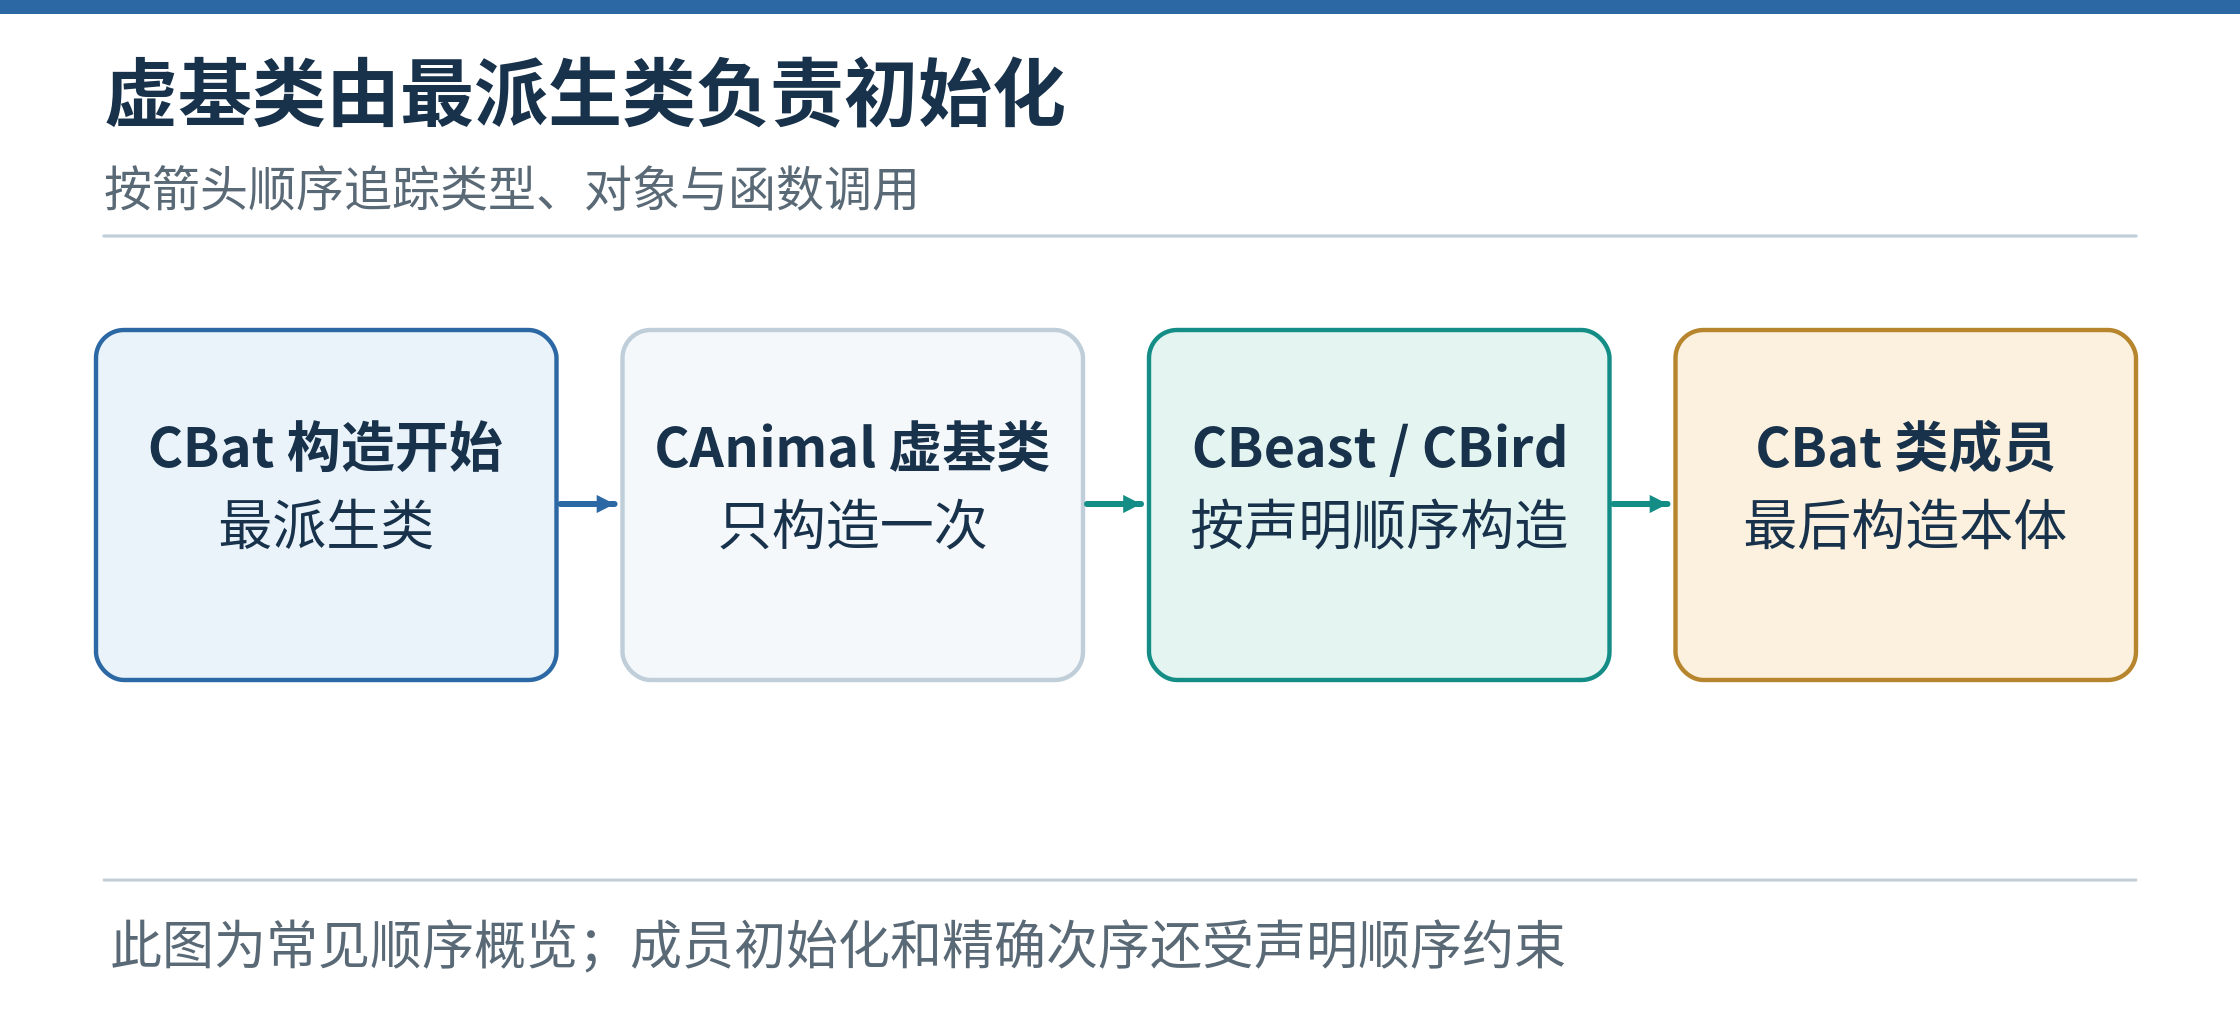 虚基类由最派生类负责初始化
按箭头顺序追踪类型、对象与函数调用
CBat 构造开始
最派生类
CAnimal 虚基类
只构造一次
CBeast / CBird
按声明顺序构造
CBat 类成员
最后构造本体
此图为常见顺序概览；成员初始化和精确次序还受声明顺序约束